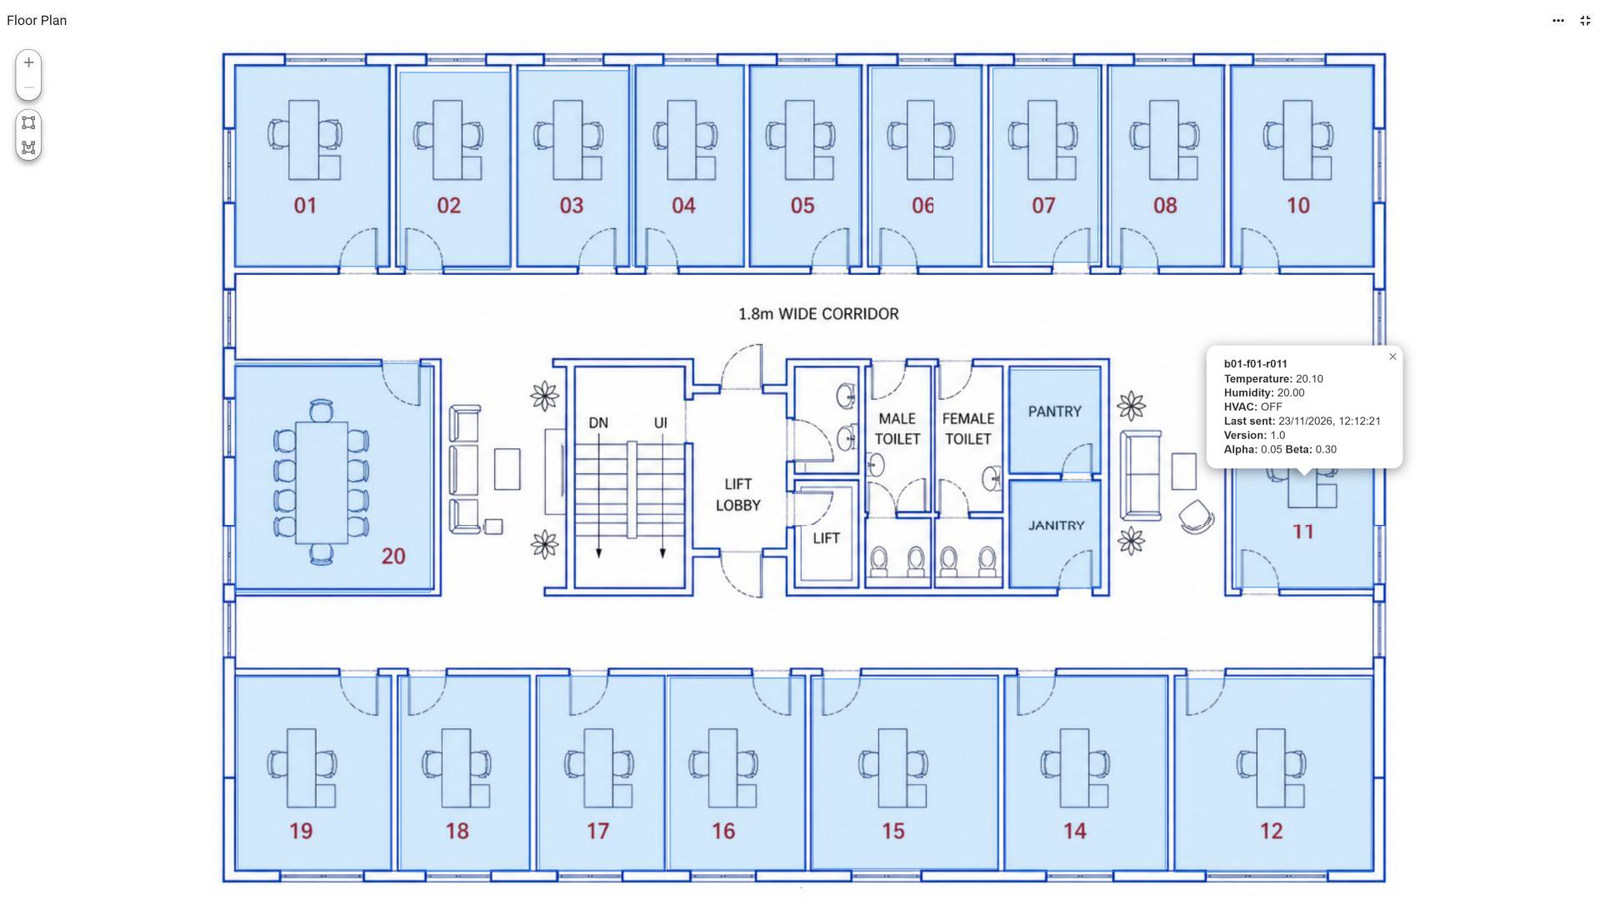 Floor Plan
01
02
03
04
05
06
07
08
10
1.8m WIDE CORRIDOR
b01-f01-r011
Temperature: 20.10
Humidity: 20.00
HVAC: OFF
Last sent: 23/11/2026, 12:12:21
Version: 1.0
Alpha: 0.05 Beta: 0.30
DN
MALE
TOILET
FEMALE
TOILET
PANTRY
LIFT
LOBBY
LIFT
JANITRY
11
20
19
18
17
16
15
14
12